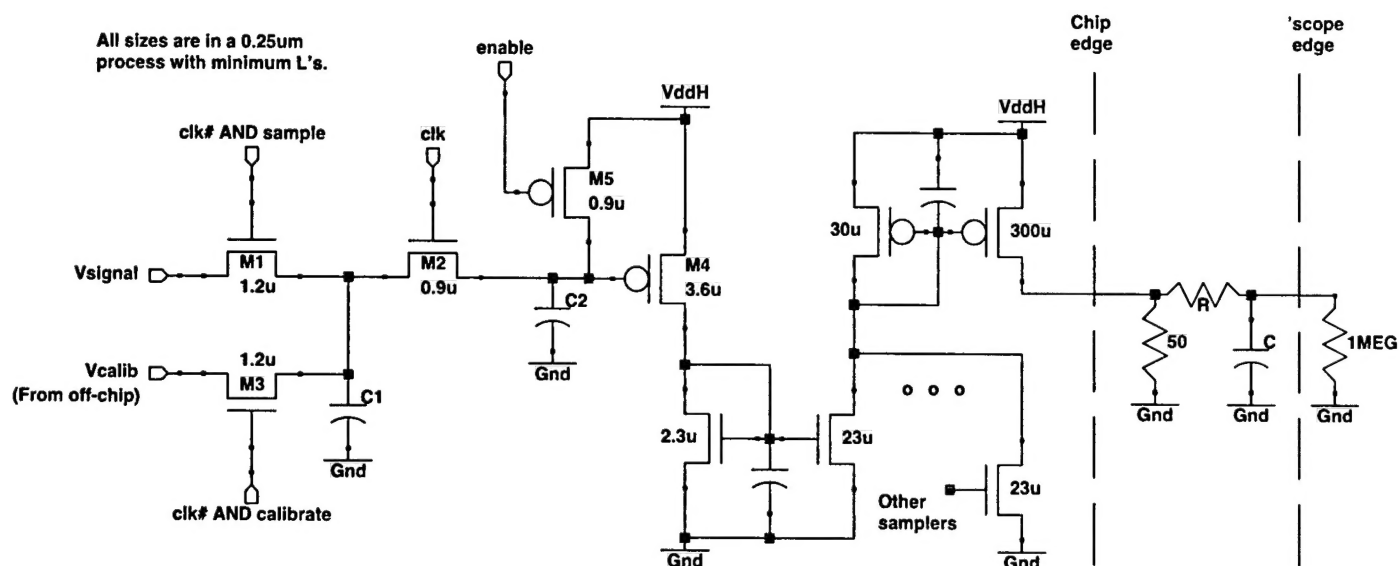 All sizes are in a 0.25um
process with minimum L's.
enable
Chip
edge
'scope
edge
VddH
VddH
clk# AND sample
clk
M5
0.9u
30u
300u
M1
1.2u
M2
0.9u
Vsignal
M4
3.6u
C2
Gnd
R
50
C
1MEG
Gnd
Gnd
Gnd
1.2u
Vcalib
(From off-chip)
M3
C1
Gnd
o o o
2.3u
23u
23u
Other
samplers
clk# AND calibrate
Gnd
Gnd